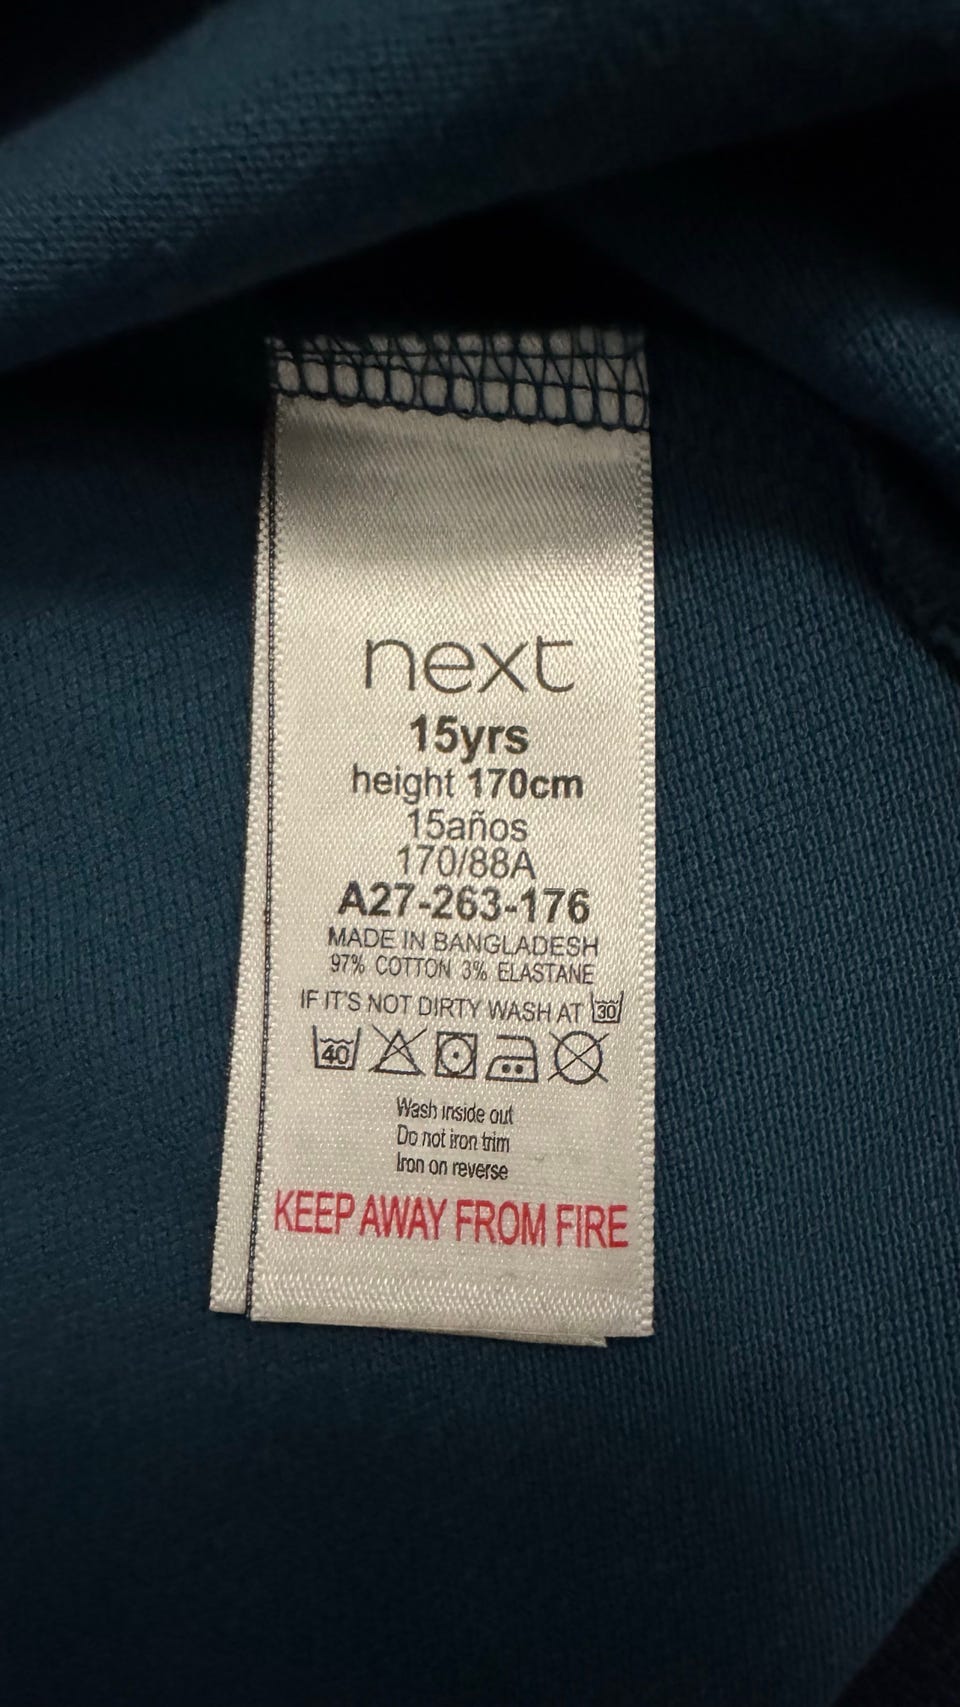 next
15yrs
height 170cm
15años
170/88A
A27-263-176
MADE IN BANGLADESH
97% COTTON 3% ELASTANE
IF IT'S NOT DIRTY WASH AT 30
40
Wash inside out
Do not iron trim
Iron on reverse
KEEP AWAY FROM FIRE